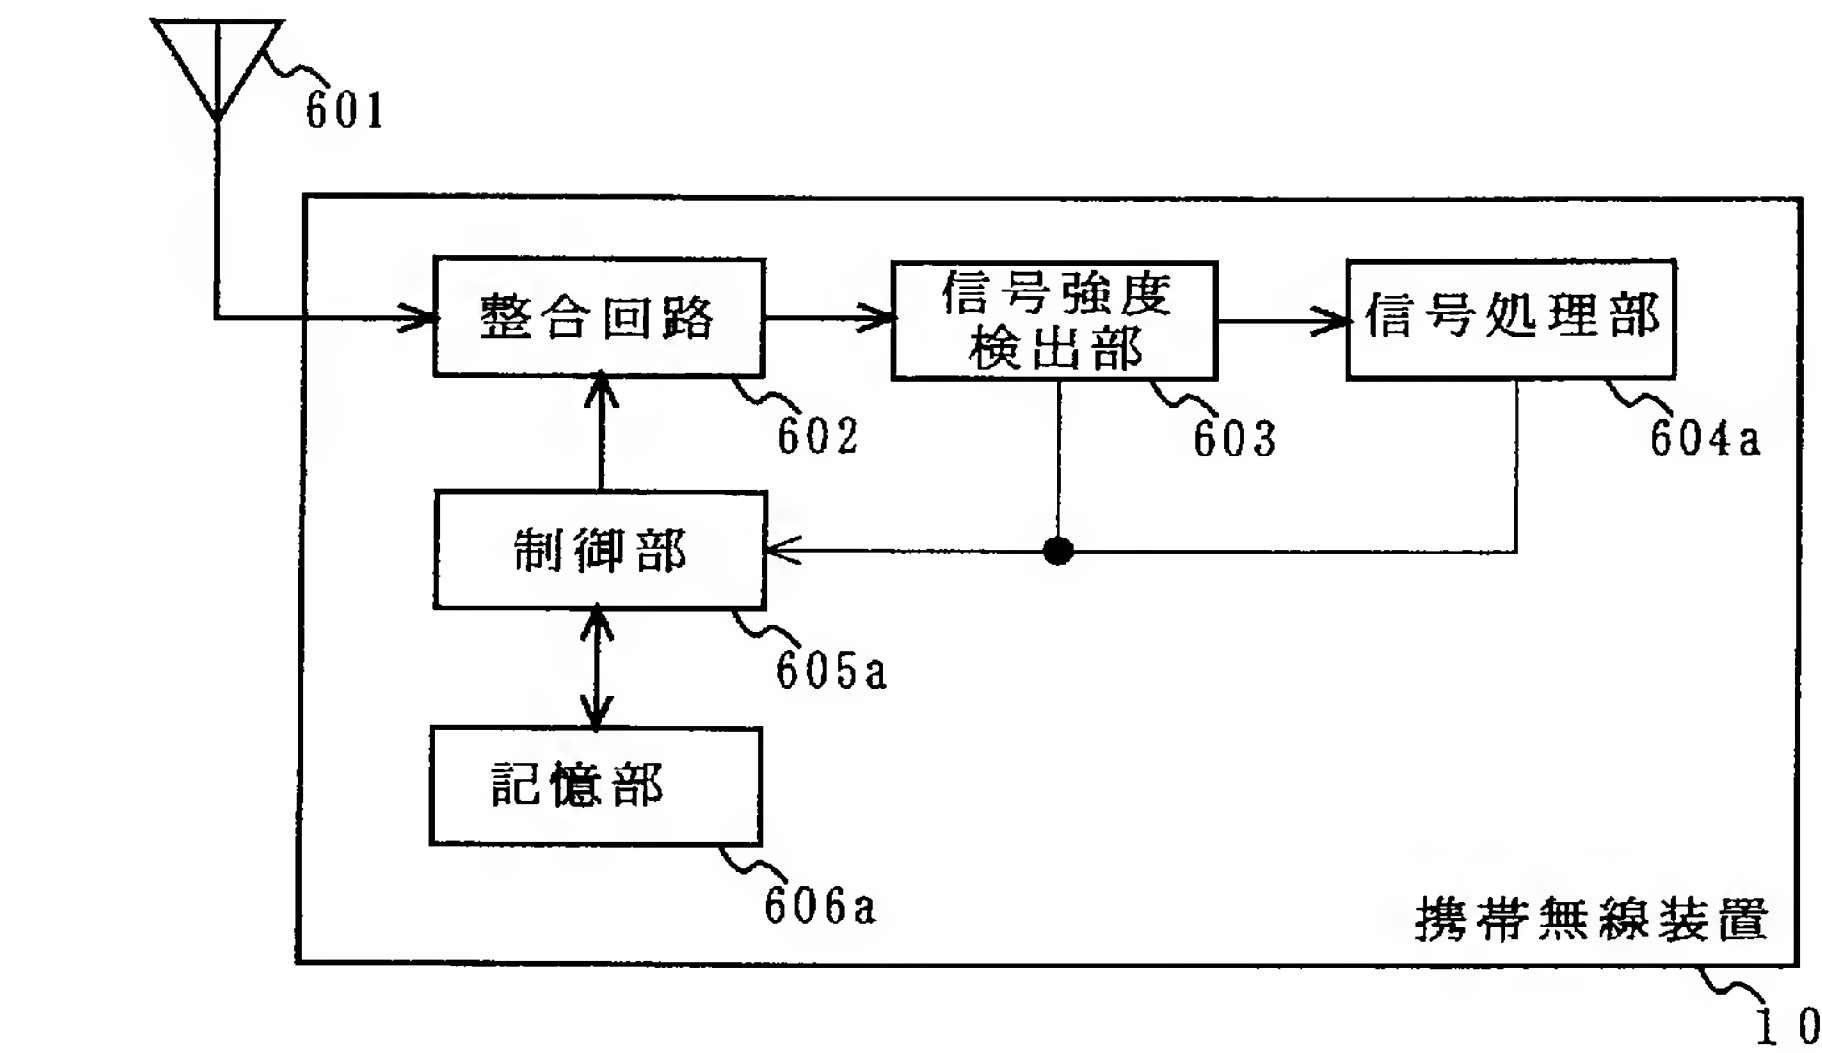 601
整合回路
信号強度
検出部
信号処理部
602
603
604a
制御部
605a
記憶部
606a
携帯無線装置
10